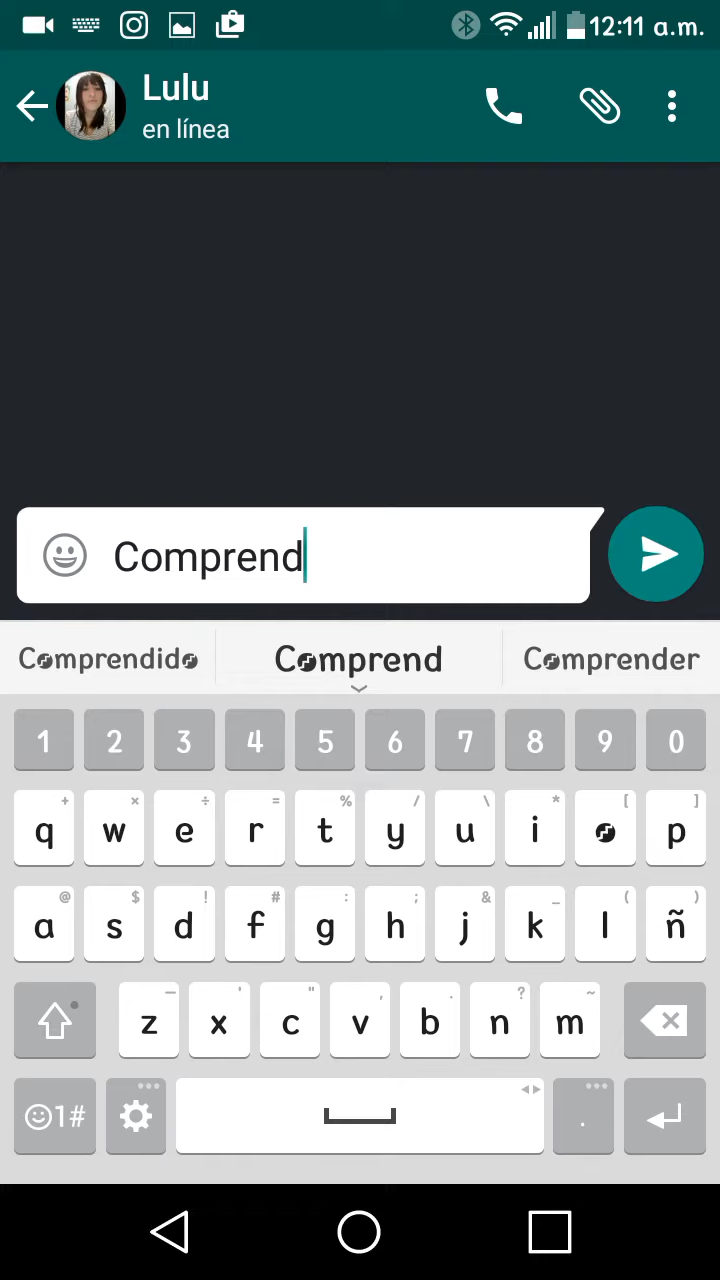 12:11 a.m.
Lulu
en línea
Comprend
Comprendido Comprend Comprender
1 2 3 4 5 6 7 8 9 0
+ × ÷ = % / \ * [ ]
q w e r t y u i o p
@ $ ! # : ; & _ ( )
a s d f g h j k l ñ
— ' " , . ? ~
z x c v b n m
1# .